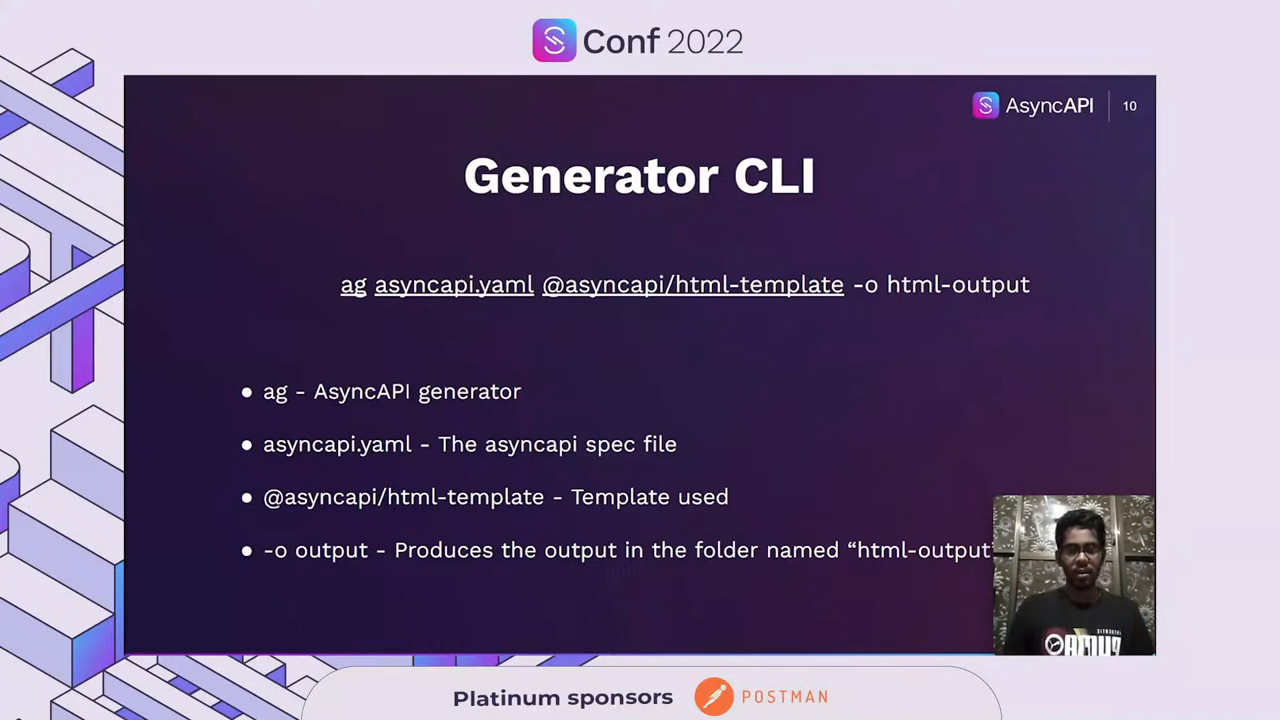 Conf 2022
AsyncAPI 10
Generator CLI
ag asyncapi.yaml @asyncapi/html-template -o html-output
● ag - AsyncAPI generator
● asyncapi.yaml - The asyncapi spec file
● @asyncapi/html-template - Template used
● -o output - Produces the output in the folder named “html-output”
Platinum sponsors POSTMAN